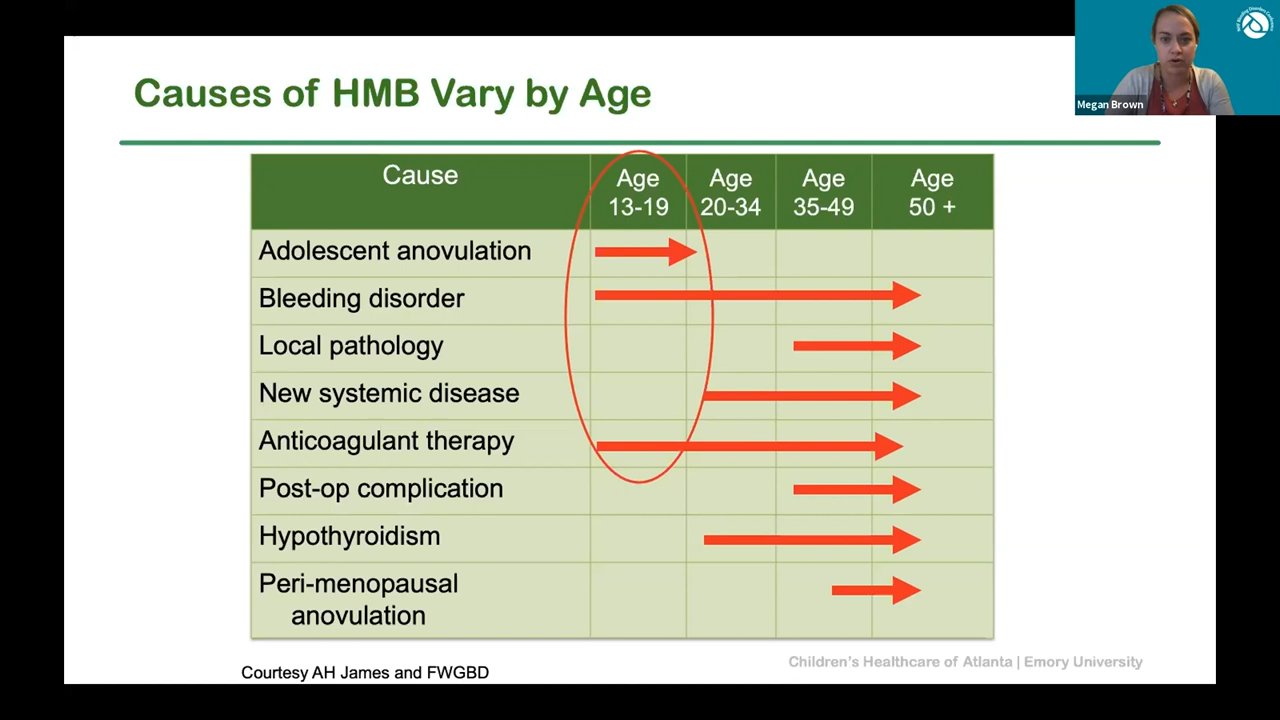 Causes of HMB Vary by Age
Megan Brown
Cause
Age
13-19
Age
20-34
Age
35-49
Age
50 +
Adolescent anovulation
Bleeding disorder
Local pathology
New systemic disease
Anticoagulant therapy
Post-op complication
Hypothyroidism
Peri-menopausal
anovulation
Children's Healthcare of Atlanta | Emory University
Courtesy AH James and FWGBD